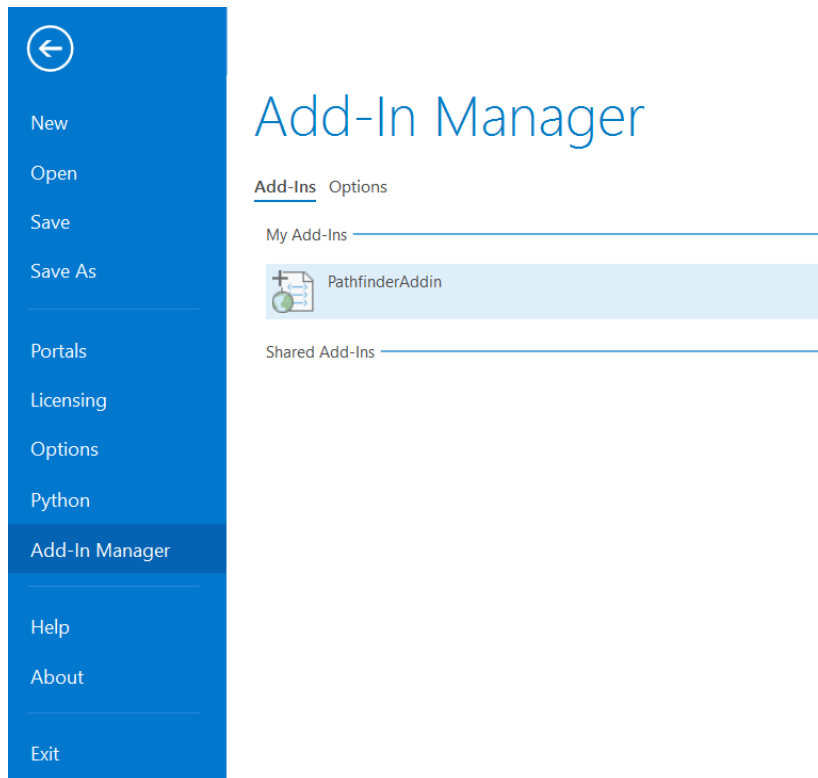 New
Open
Save
Save As
Portals
Licensing
Options
Python
Add-In Manager
Help
About
Exit
Add-In Manager
Add-Ins Options
My Add-Ins
PathfinderAddin
Shared Add-Ins